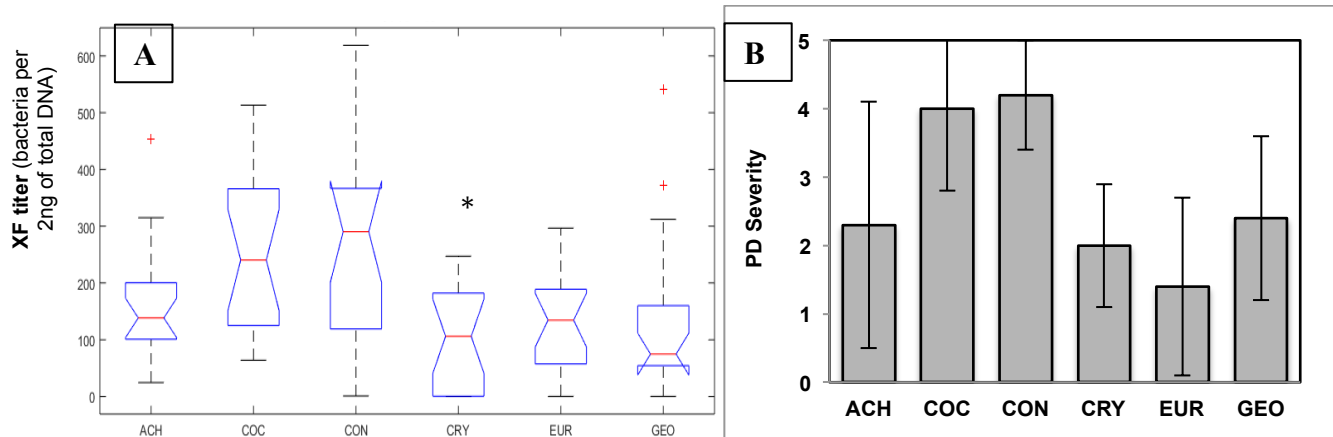 A
XF titer (bacteria per
2ng of total DNA)
600
500
400
300
200
100
0
*
ACH COC CON CRY EUR GEO
B
PD Severity
5
4
3
2
1
0
ACH COC CON CRY EUR GEO